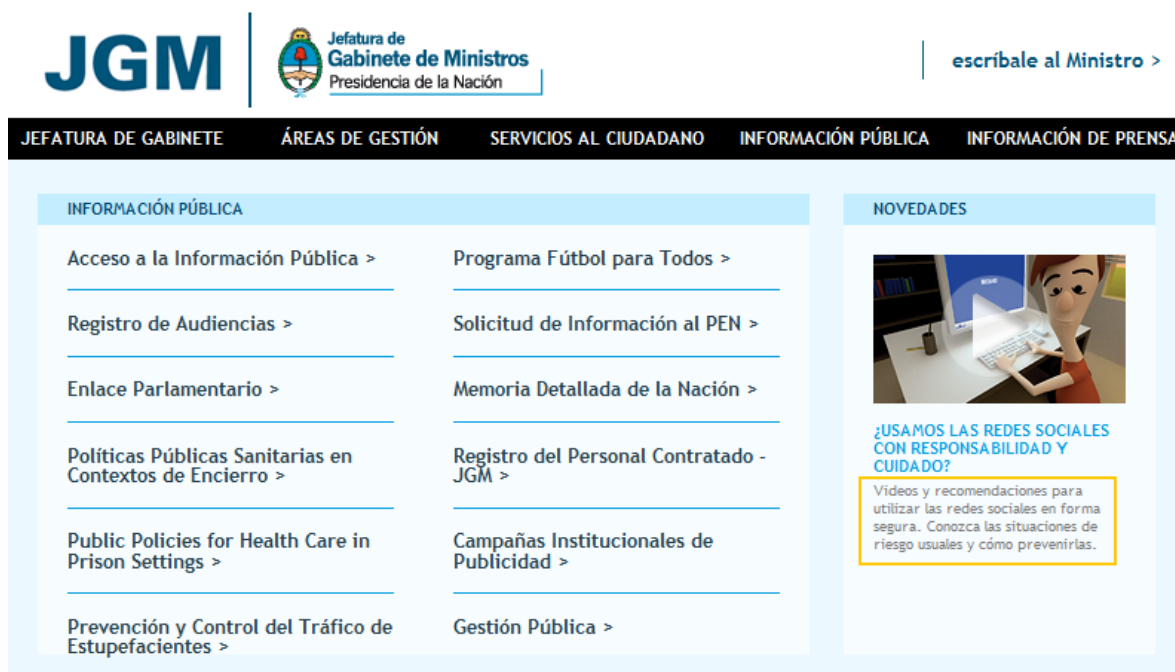 JGM
Jefatura de
Gabinete de Ministros
Presidencia de la Nación
escríbale al Ministro >
JEFATURA DE GABINETE
ÁREAS DE GESTIÓN
SERVICIOS AL CIUDADANO
INFORMACIÓN PÚBLICA
INFORMACIÓN DE PRENSA
INFORMACIÓN PÚBLICA
Acceso a la Información Pública >
Registro de Audiencias >
Enlace Parlamentario >
Políticas Públicas Sanitarias en
Contextos de Encierro >
Public Policies for Health Care in
Prison Settings >
Prevención y Control del Tráfico de
Estupefacientes >
Programa Fútbol para Todos >
Solicitud de Información al PEN >
Memoria Detallada de la Nación >
Registro del Personal Contratado -
JGM >
Campañas Institucionales de
Publicidad >
Gestión Pública >
NOVEDADES
¿USAMOS LAS REDES SOCIALES
CON RESPONSABILIDAD Y
CUIDADO?
Videos y recomendaciones para
utilizar las redes sociales en forma
segura. Conozca las situaciones de
riesgo usuales y cómo prevenirlas.